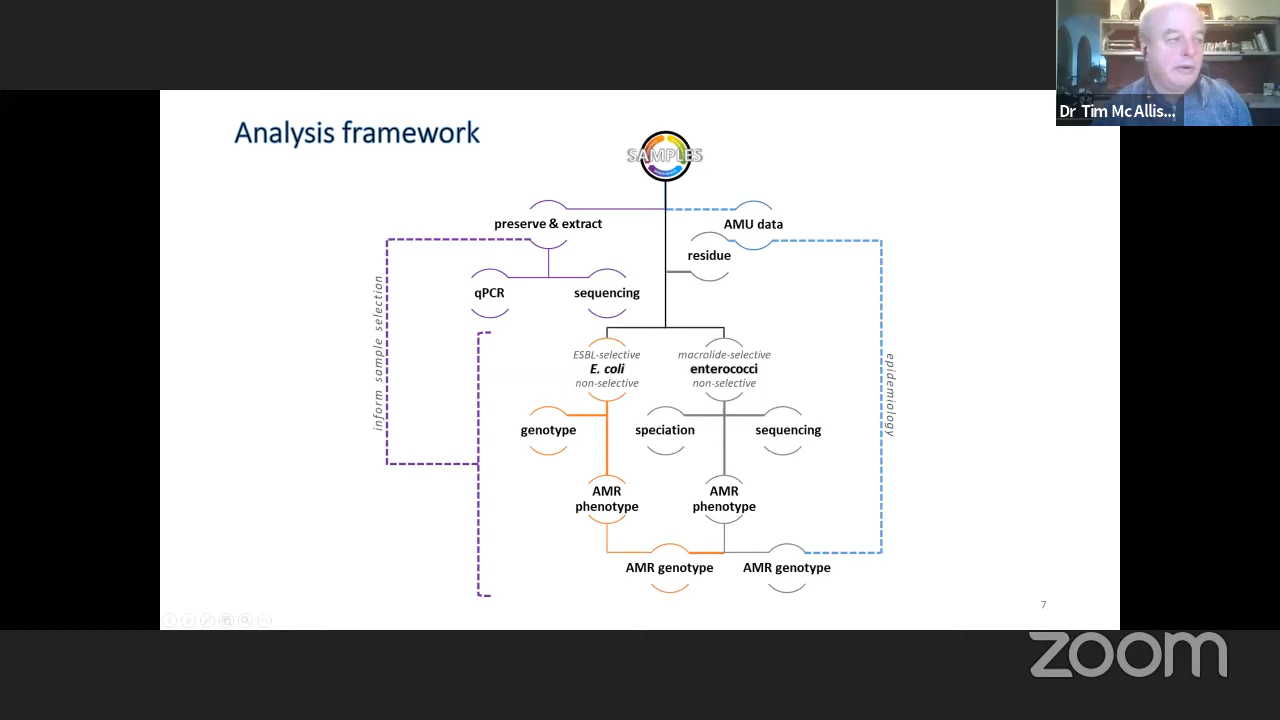 Dr Tim Mc Allis...
Analysis framework
SAMPLES
preserve & extract
AMU data
residue
qPCR
sequencing
inform sample selection
ESBL-selective
E. coli
non-selective
macrolide-selective
enterococci
non-selective
epidemiology
genotype
speciation
sequencing
AMR
phenotype
AMR
phenotype
AMR genotype
AMR genotype
7
zoom